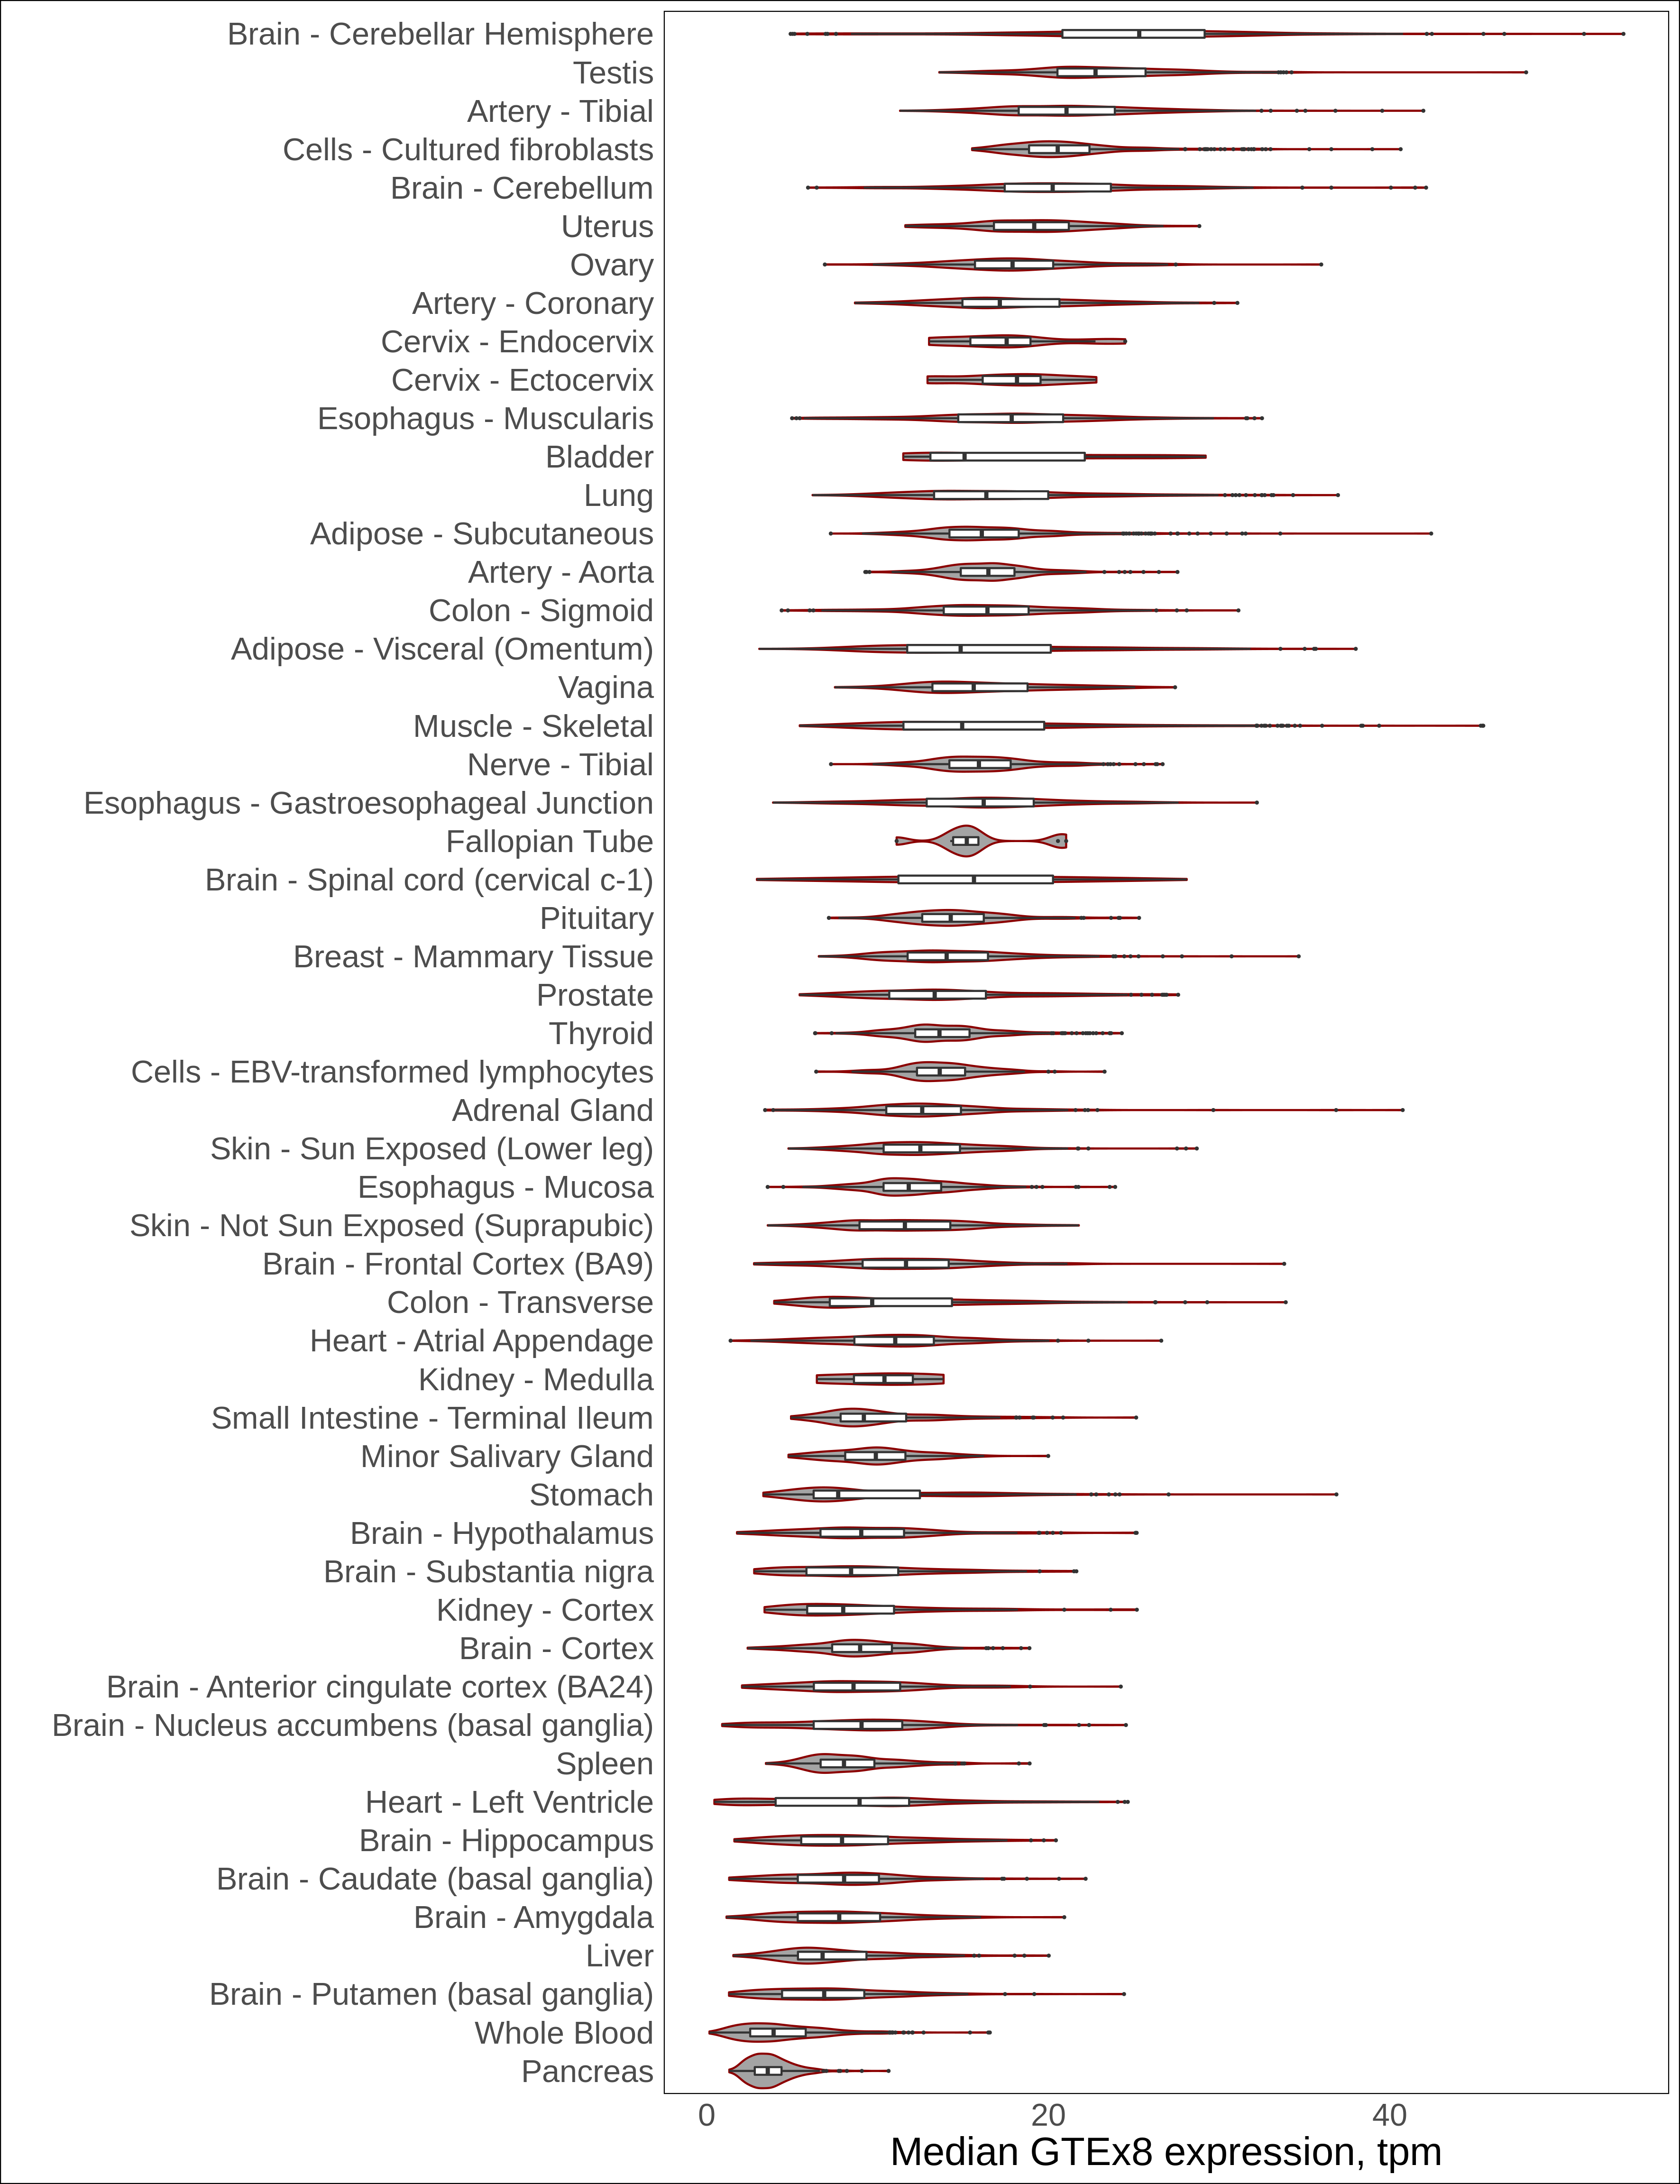 Brain - Cerebellar Hemisphere
Testis
Artery - Tibial
Cells - Cultured fibroblasts
Brain - Cerebellum
Uterus
Ovary
Artery - Coronary
Cervix - Endocervix
Cervix - Ectocervix
Esophagus - Muscularis
Bladder
Lung
Adipose - Subcutaneous
Artery - Aorta
Colon - Sigmoid
Adipose - Visceral (Omentum)
Vagina
Muscle - Skeletal
Nerve - Tibial
Esophagus - Gastroesophageal Junction
Fallopian Tube
Brain - Spinal cord (cervical c-1)
Pituitary
Breast - Mammary Tissue
Prostate
Thyroid
Cells - EBV-transformed lymphocytes
Adrenal Gland
Skin - Sun Exposed (Lower leg)
Esophagus - Mucosa
Skin - Not Sun Exposed (Suprapubic)
Brain - Frontal Cortex (BA9)
Colon - Transverse
Heart - Atrial Appendage
Kidney - Medulla
Small Intestine - Terminal Ileum
Minor Salivary Gland
Stomach
Brain - Hypothalamus
Brain - Substantia nigra
Kidney - Cortex
Brain - Cortex
Brain - Anterior cingulate cortex (BA24)
Brain - Nucleus accumbens (basal ganglia)
Spleen
Heart - Left Ventricle
Brain - Hippocampus
Brain - Caudate (basal ganglia)
Brain - Amygdala
Liver
Brain - Putamen (basal ganglia)
Whole Blood
Pancreas
0 20 40
Median GTEx8 expression, tpm